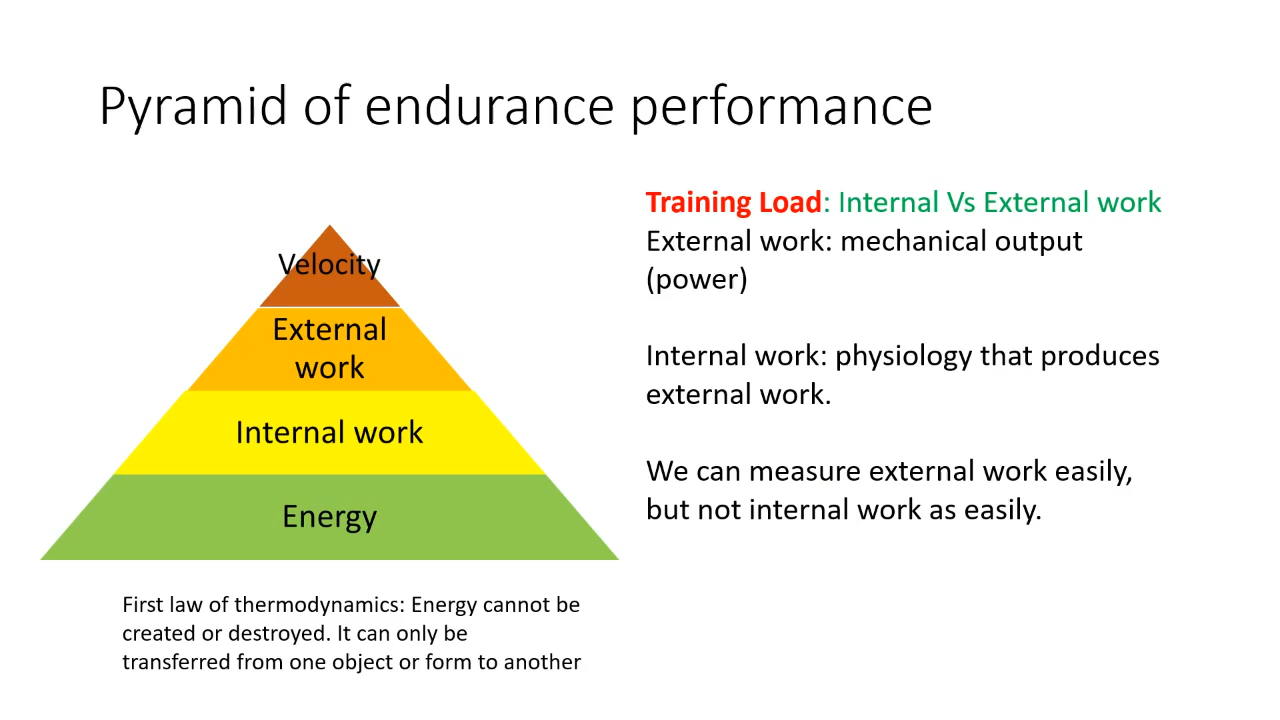 Pyramid of endurance performance
Velocity
External
work
Internal work
Energy
First law of thermodynamics: Energy cannot be
created or destroyed. It can only be
transferred from one object or form to another
Training Load: Internal Vs External work
External work: mechanical output
(power)
Internal work: physiology that produces
external work.
We can measure external work easily,
but not internal work as easily.